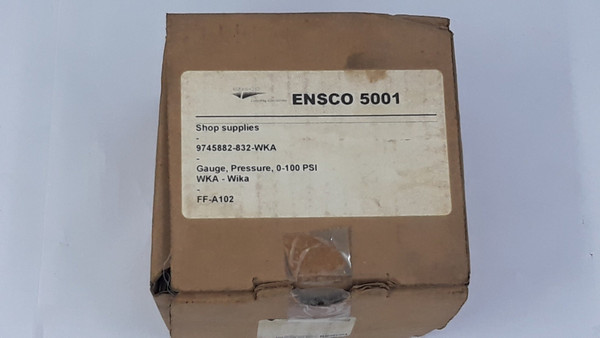 ENSCO 5001
Shop supplies
-
9745882-832-WKA
-
Gauge, Pressure, 0-100 PSI
WKA - Wika
-
FF-A102